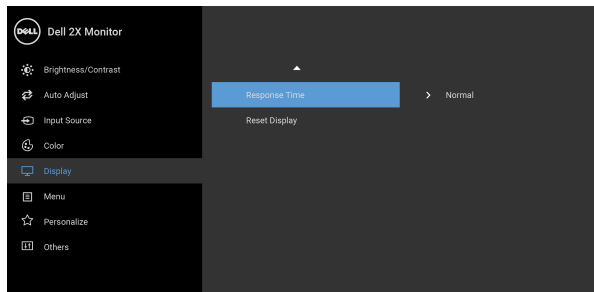 DELL
Dell 2X Monitor
Brightness/Contrast
Auto Adjust
Input Source
Color
Display
Menu
Personalize
Others
Response Time
Normal
Reset Display